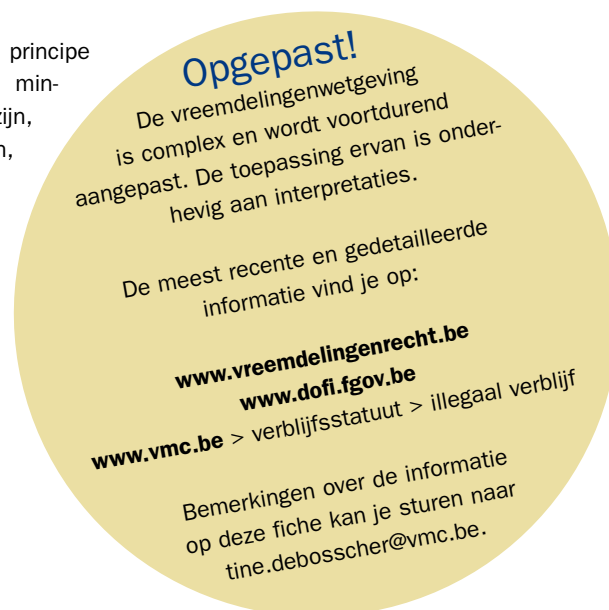 principe
min-
zijn,
n,
Opgepast!
De vreemdelingenwetgeving
is complex en wordt voortdurend
aangepast. De toepassing ervan is onder-
hevig aan interpretaties.
De meest recente en gedetailleerde
informatie vind je op:
www.vreemdelingenrecht.be
www.dofi.fgov.be
www.vmc.be > verblijfsstatuut > illegaal verblijf
Bemerkingen over de informatie
op deze fiche kan je sturen naar
tine.debosscher@vmc.be.